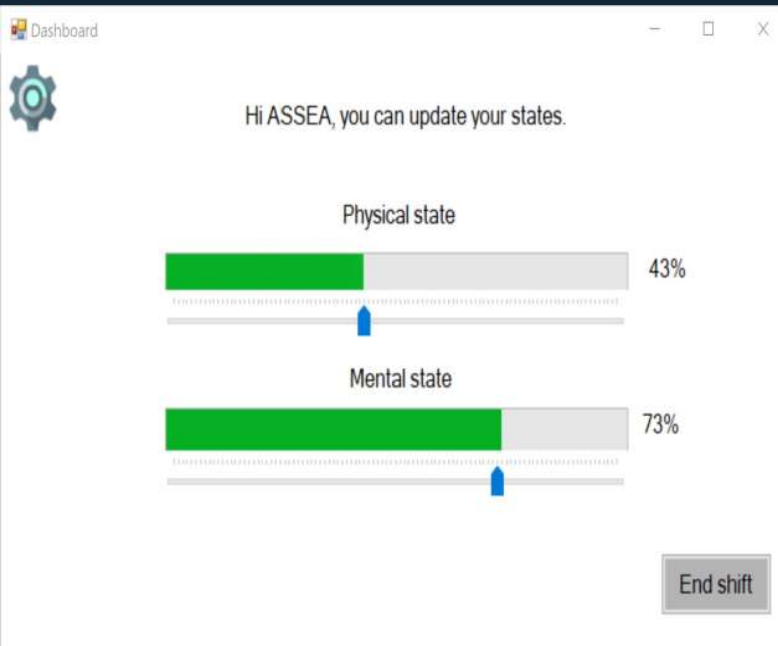 Dashboard
Hi ASSEA, you can update your states.
Physical state
43%
Mental state
73%
End shift